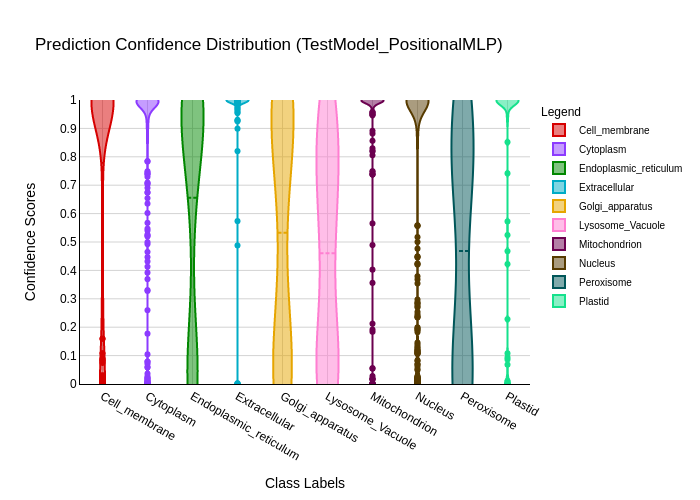 Prediction Confidence Distribution (TestModel_PositionalMLP)
Confidence Scores
1
0.9
0.8
0.7
0.6
0.5
0.4
0.3
0.2
0.1
0
Cell_membrane
Cytoplasm
Endoplasmic_reticulum
Extracellular
Golgi_apparatus
Lysosome_Vacuole
Mitochondrion
Nucleus
Peroxisome
Plastid
Class Labels
Legend
Cell_membrane
Cytoplasm
Endoplasmic_reticulum
Extracellular
Golgi_apparatus
Lysosome_Vacuole
Mitochondrion
Nucleus
Peroxisome
Plastid